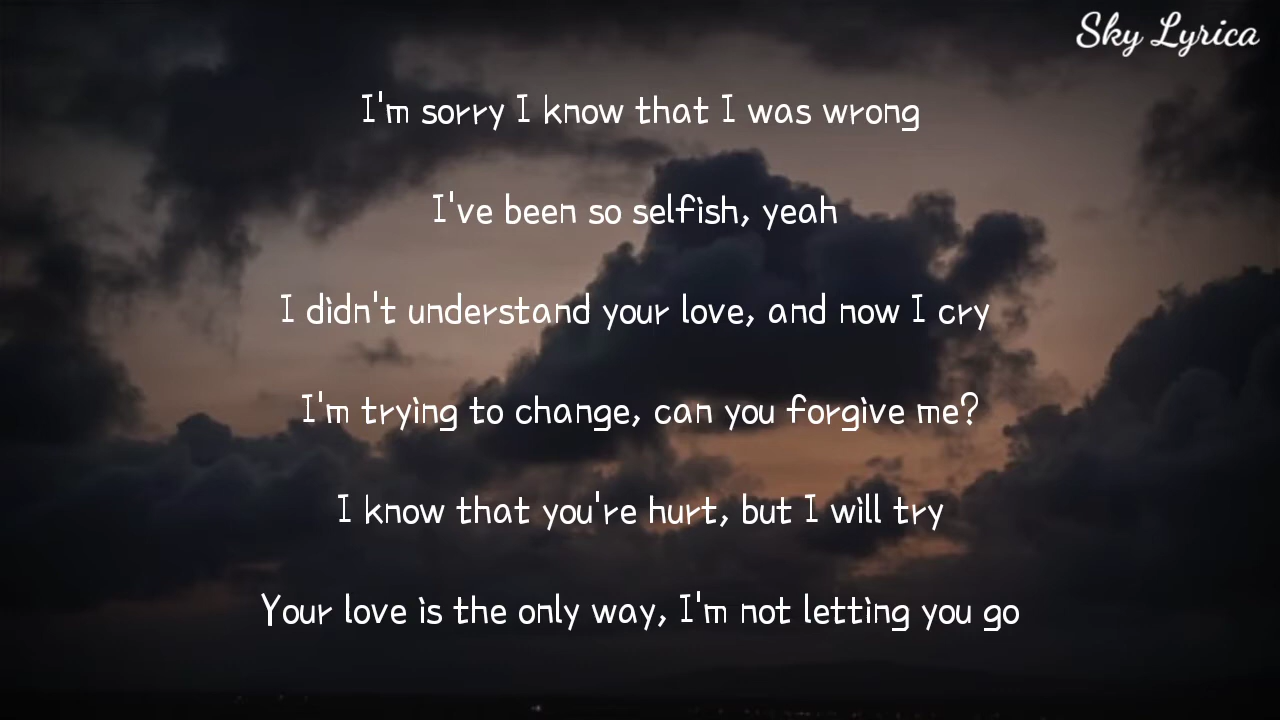 Sky Lyrica
I'm sorry I know that I was wrong
I've been so selfish, yeah
I didn't understand your love, and now I cry
I'm trying to change, can you forgive me?
I know that you're hurt, but I will try
Your love is the only way, I'm not letting you go